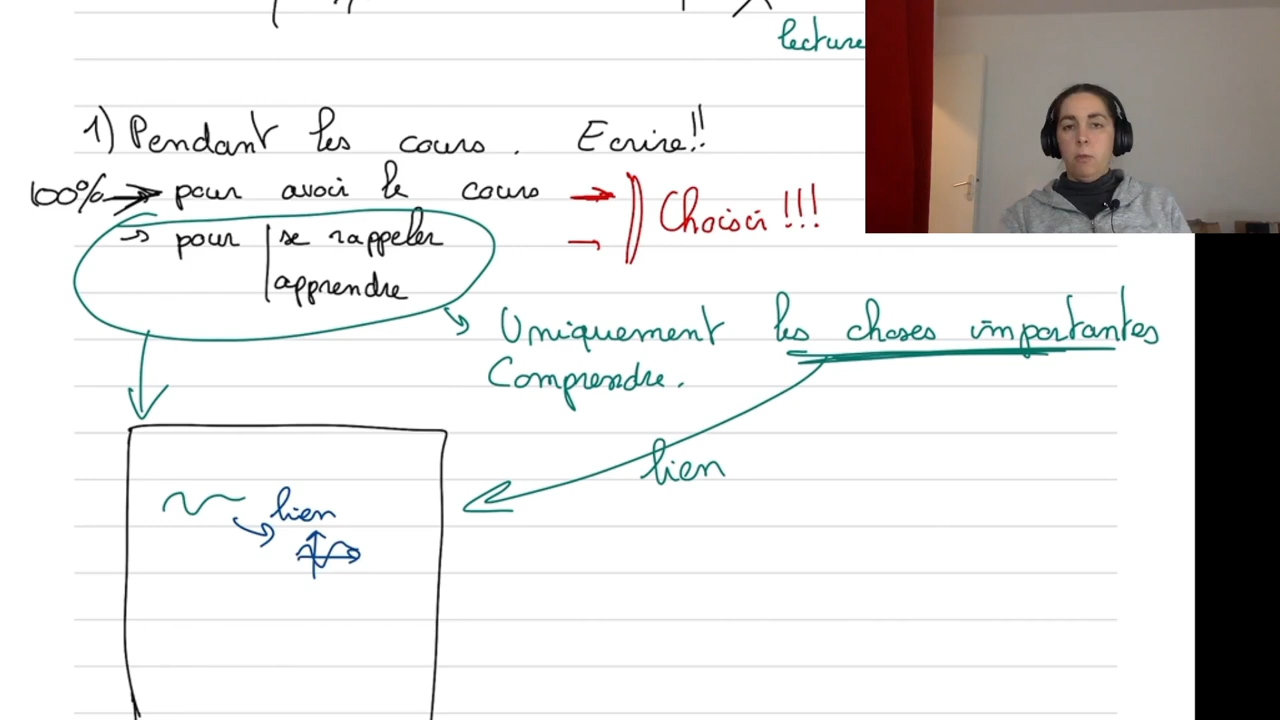 lecture
1) Pendant les cours. Ecrire!!
100% → pour avoir le cours → Choisir !!!
→ pour se rappeler
apprendre
→ Uniquement les choses importantes
Comprendre.
lien
lien